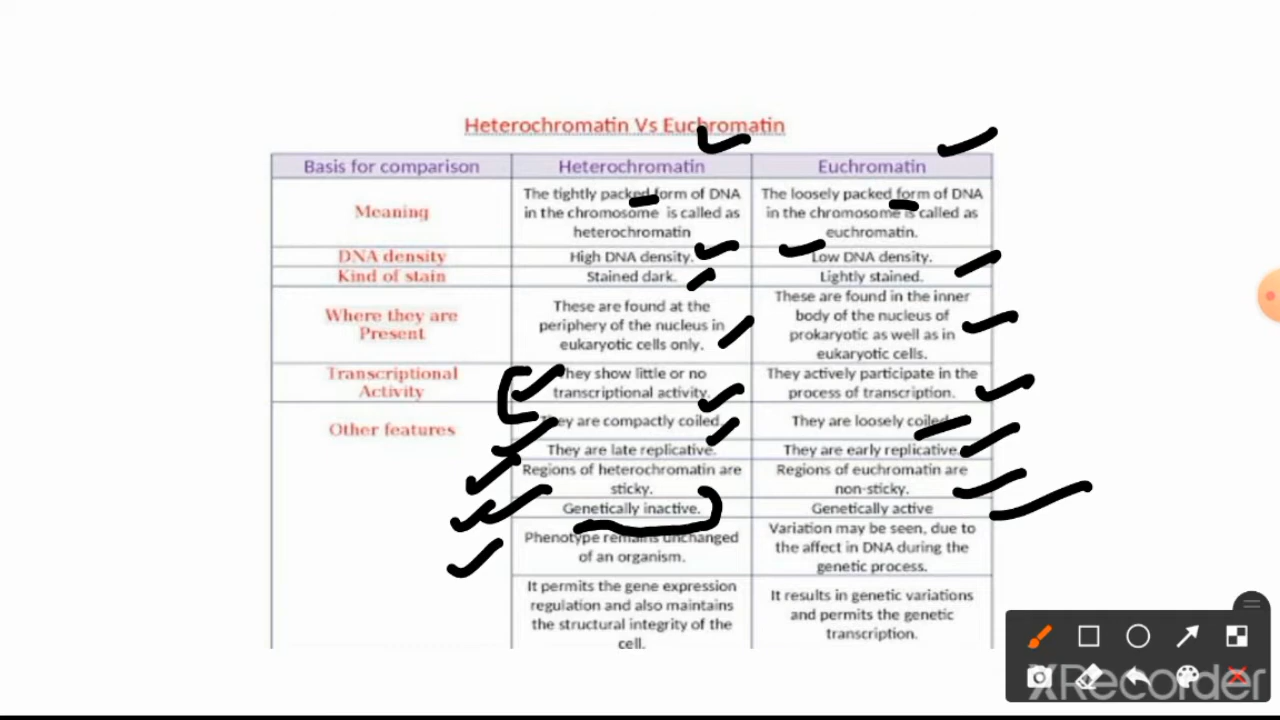 Heterochromatin Vs Euchromatin
Basis for comparison Heterochromatin Euchromatin
Meaning
The tightly packed form of DNA
in the chromosome is called as
heterochromatin
The loosely packed form of DNA
in the chromosome is called as
euchromatin.
DNA density High DNA density. Low DNA density.
Kind of stain Stained dark. Lightly stained.
Where they are
Present
These are found at the
periphery of the nucleus in
eukaryotic cells only.
These are found in the inner
body of the nucleus of
prokaryotic as well as in
eukaryotic cells.
Transcriptional
Activity
They show little or no
transcriptional activity.
They actively participate in the
process of transcription.
Other features
They are compactly coiled.
They are loosely coiled.
They are late replicative.
They are early replicative.
Regions of heterochromatin are
sticky.
Regions of euchromatin are
non-sticky.
Genetically inactive.
Genetically active
Phenotype remains unchanged
of an organism.
Variation may be seen, due to
the affect in DNA during the
genetic process.
It permits the gene expression
regulation and also maintains
the structural integrity of the
cell.
It results in genetic variations
and permits the genetic
transcription.
XRecorder